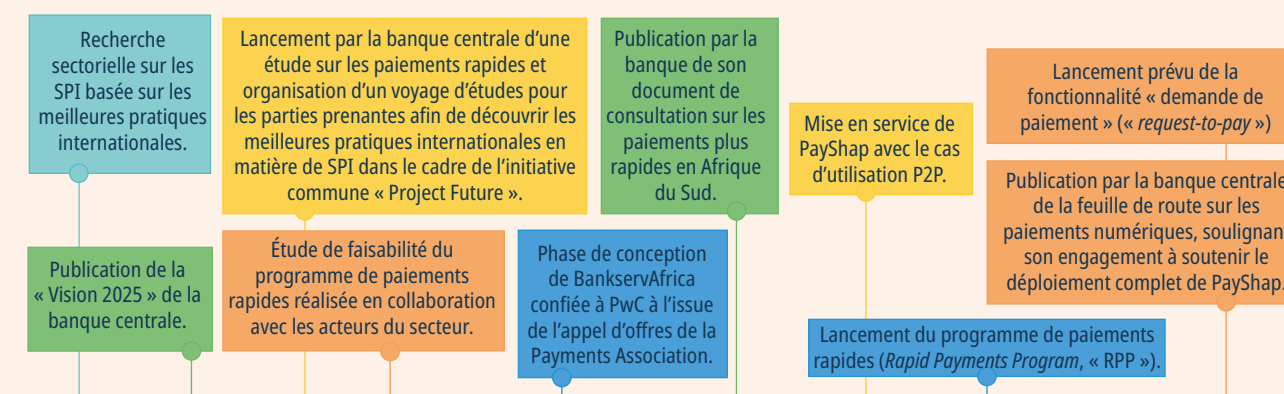 Recherche
sectorielle sur les
SPI basée sur les
meilleures pratiques
internationales.
Publication de la
« Vision 2025 » de la
banque centrale.
Lancement par la banque centrale d’une
étude sur les paiements rapides et
organisation d’un voyage d’études pour
les parties prenantes afin de découvrir les
meilleures pratiques internationales en
matière de SPI dans le cadre de l’initiative
commune « Project Future ».
Étude de faisabilité du
programme de paiements
rapides réalisée en collaboration
avec les acteurs du secteur.
Publication par la
banque de son
document de
consultation sur les
paiements plus
rapides en Afrique
du Sud.
Phase de conception
de BankservAfrica
confiée à PwC à l’issue
de l’appel d’offres de la
Payments Association.
Mise en service de
PayShap avec le cas
d’utilisation P2P.
Lancement du programme de paiements
rapides (Rapid Payments Program, « RPP »).
Lancement prévu de la
fonctionnalité « demande de
paiement » (« request-to-pay »)
Publication par la banque centrale
de la feuille de route sur les
paiements numériques, soulignan
son engagement à soutenir le
déploiement complet de PayShap.